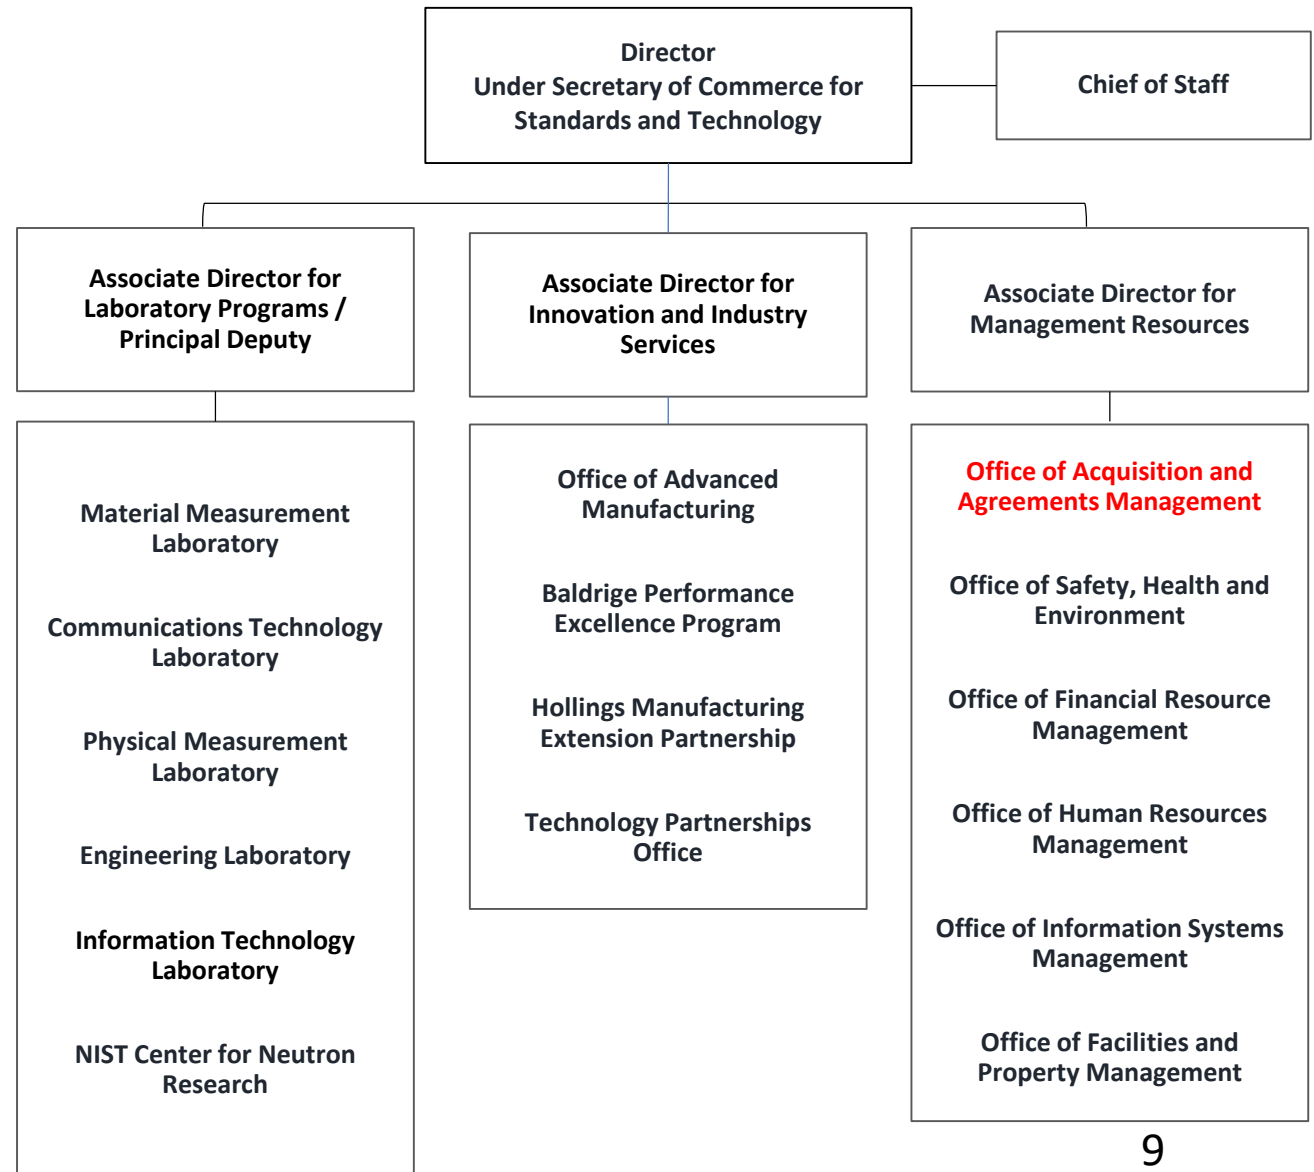 Director
Under Secretary of Commerce for
Standards and Technology
Chief of Staff
Associate Director for
Laboratory Programs /
Principal Deputy
Associate Director for
Innovation and Industry
Services
Associate Director for
Management Resources
Material Measurement
Laboratory
Communications Technology
Laboratory
Physical Measurement
Laboratory
Engineering Laboratory
Information Technology
Laboratory
NIST Center for Neutron
Research
Office of Advanced
Manufacturing
Baldrige Performance
Excellence Program
Hollings Manufacturing
Extension Partnership
Technology Partnerships
Office
Office of Acquisition and
Agreements Management
Office of Safety, Health and
Environment
Office of Financial Resource
Management
Office of Human Resources
Management
Office of Information Systems
Management
Office of Facilities and
Property Management
9